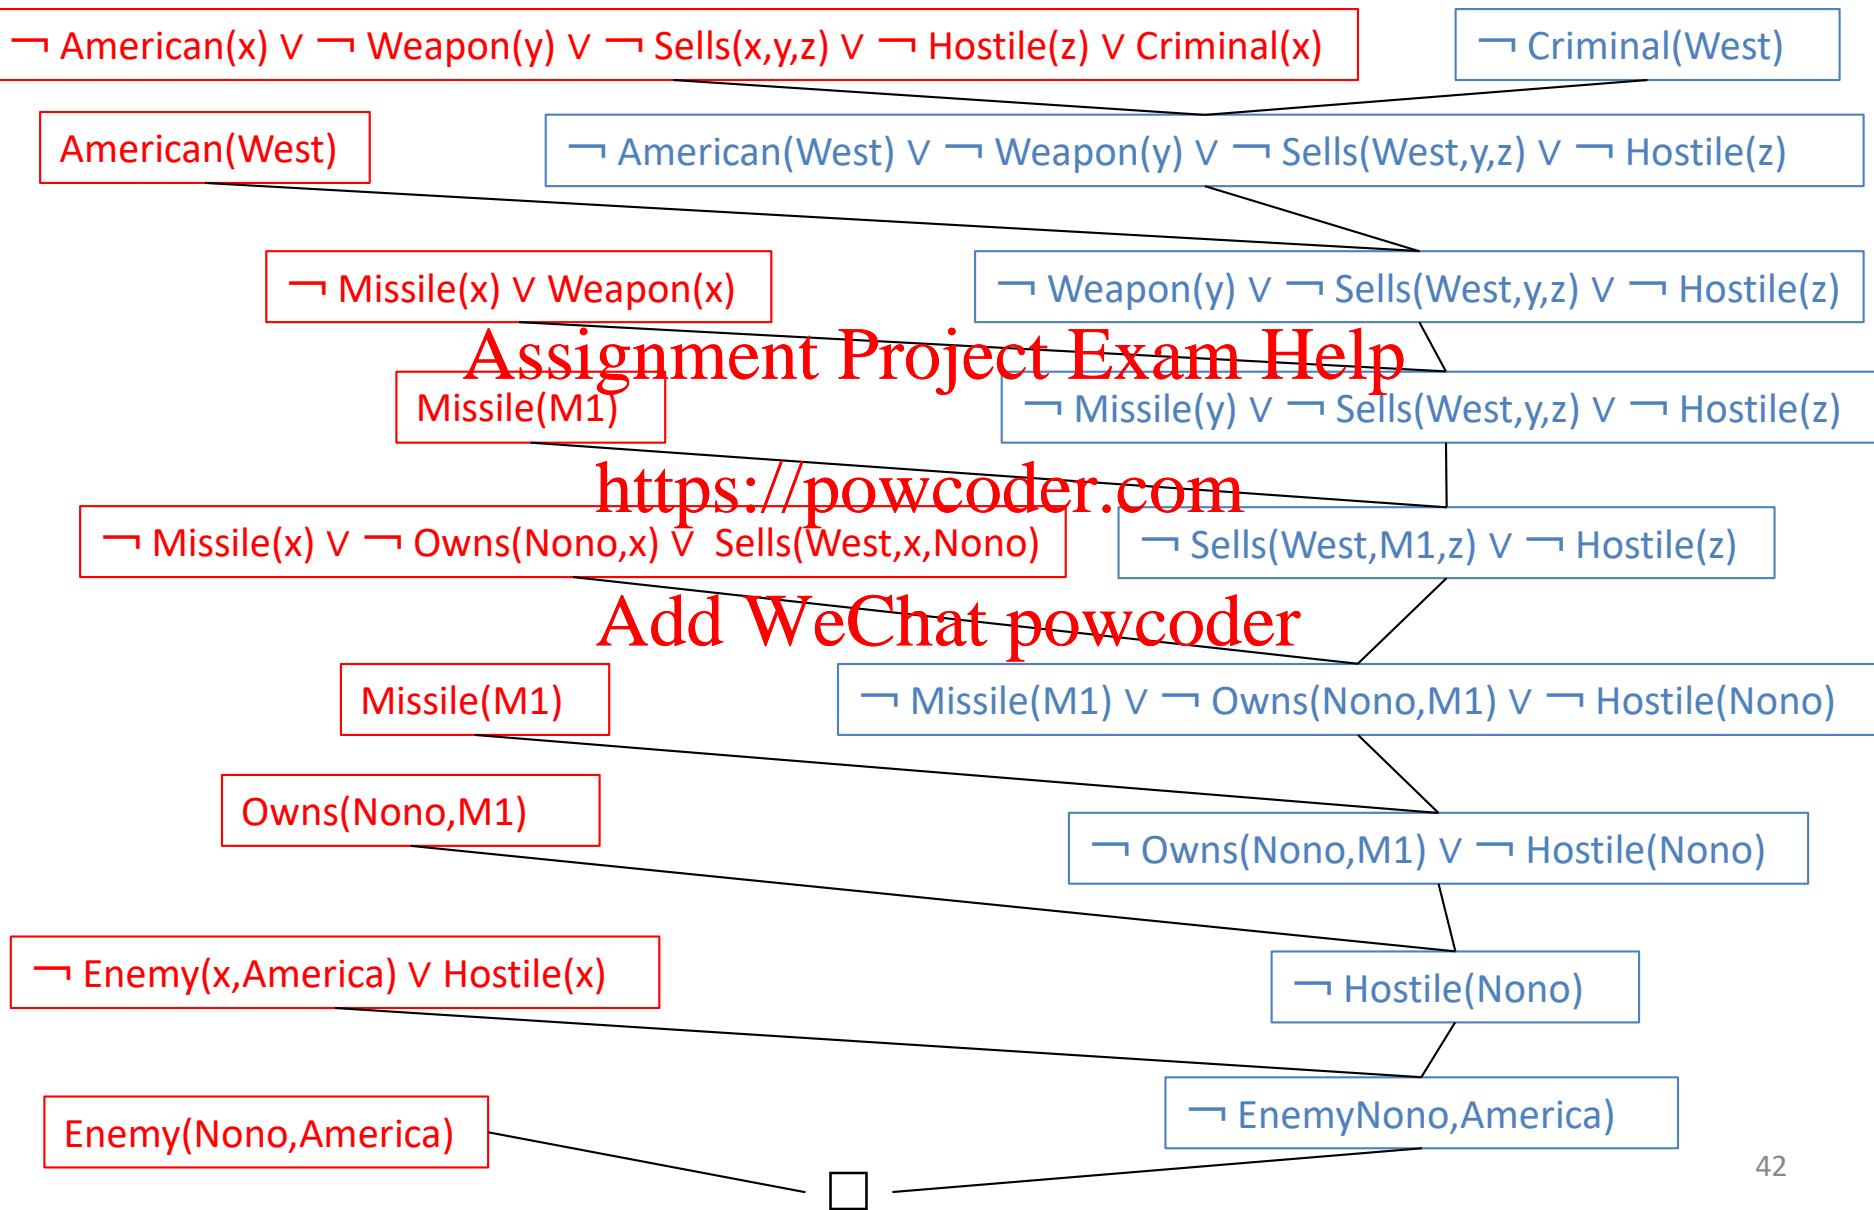 ¬ American(x) ∨ ¬ Weapon(y) ∨ ¬ Sells(x,y,z) ∨ ¬ Hostile(z) ∨ Criminal(x)
¬ Criminal(West)
American(West)
¬ American(West) ∨ ¬ Weapon(y) ∨ ¬ Sells(West,y,z) ∨ ¬ Hostile(z)
¬ Missile(x) ∨ Weapon(x)
¬ Weapon(y) ∨ ¬ Sells(West,y,z) ∨ ¬ Hostile(z)
Assignment Project Exam Help
Missile(M1)
¬ Missile(y) ∨ ¬ Sells(West,y,z) ∨ ¬ Hostile(z)
https://powcoder.com
¬ Missile(x) ∨ ¬ Owns(Nono,x) ∨ Sells(West,x,Nono)
¬ Sells(West,M1,z) ∨ ¬ Hostile(z)
Add WeChat powcoder
Missile(M1)
¬ Missile(M1) ∨ ¬ Owns(Nono,M1) ∨ ¬ Hostile(Nono)
Owns(Nono,M1)
¬ Owns(Nono,M1) ∨ ¬ Hostile(Nono)
¬ Enemy(x,America) ∨ Hostile(x)
¬ Hostile(Nono)
Enemy(Nono,America)
¬ EnemyNono,America)
42